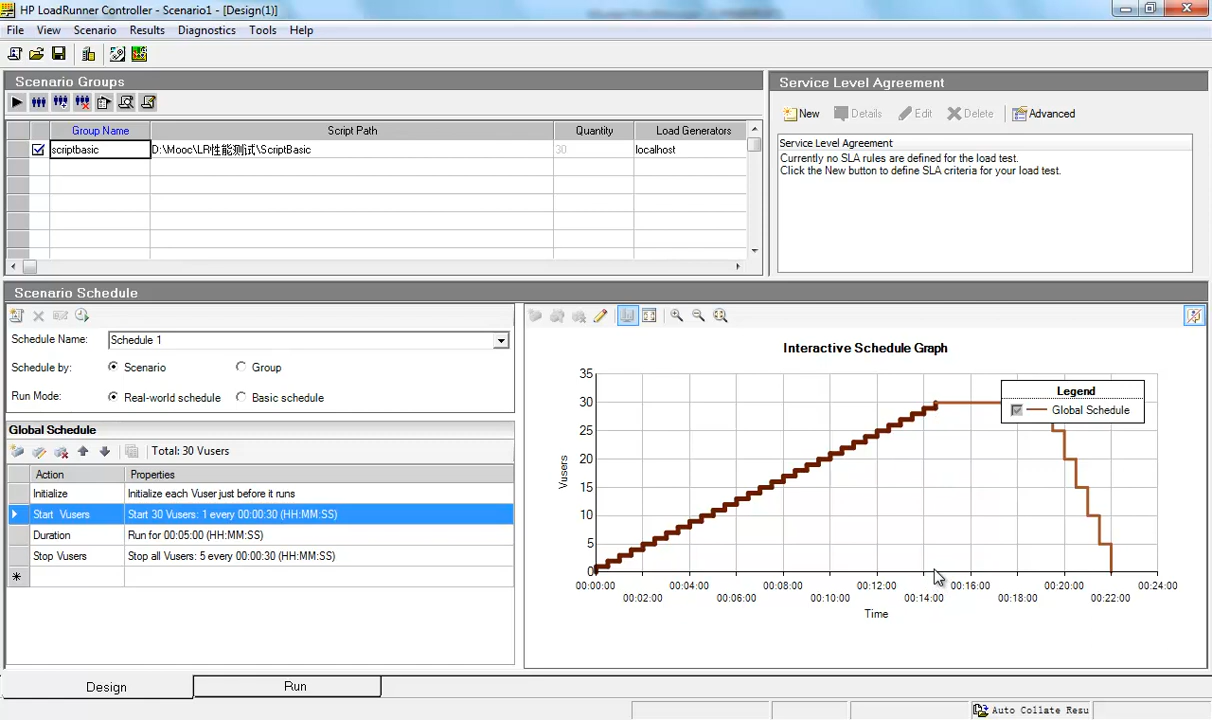 HP LoadRunner Controller - Scenario1 - [Design(1)]
File View Scenario Results Diagnostics Tools Help
Scenario Groups
Group Name Script Path Quantity Load Generators
scriptbasic D:\Mooc\LR性能测试\ScriptBasic 30 localhost
Service Level Agreement
New Details Edit Delete Advanced
Service Level Agreement
Currently no SLA rules are defined for the load test.
Click the New button to define SLA criteria for your load test.
Scenario Schedule
Schedule Name: Schedule 1
Schedule by: Scenario Group
Run Mode: Real-world schedule Basic schedule
Global Schedule
Total: 30 Vusers
Action Properties
Initialize Initialize each Vuser just before it runs
Start Vusers Start 30 Vusers: 1 every 00:00:30 (HH:MM:SS)
Duration Run for 00:05:00 (HH:MM:SS)
Stop Vusers Stop all Vusers: 5 every 00:00:30 (HH:MM:SS)
Interactive Schedule Graph
Legend
Global Schedule
35
30
25
20
15
10
5
0
Vusers
00:00:00 00:04:00 00:08:00 00:12:00 00:16:00 00:20:00 00:24:00
00:02:00 00:06:00 00:10:00 00:14:00 00:18:00 00:22:00
Time
Design Run
Auto Collate Resu